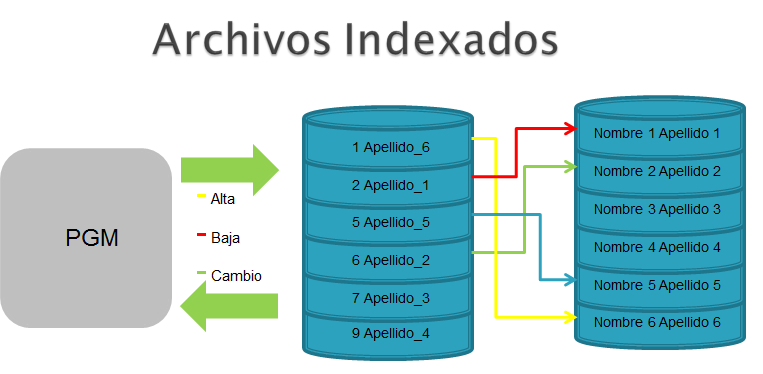 Archivos Indexados
PGM
Alta
Baja
Cambio
1 Apellido_6
2 Apellido_1
5 Apellido_5
6 Apellido_2
7 Apellido_3
9 Apellido_4
Nombre 1 Apellido 1
Nombre 2 Apellido 2
Nombre 3 Apellido 3
Nombre 4 Apellido 4
Nombre 5 Apellido 5
Nombre 6 Apellido 6